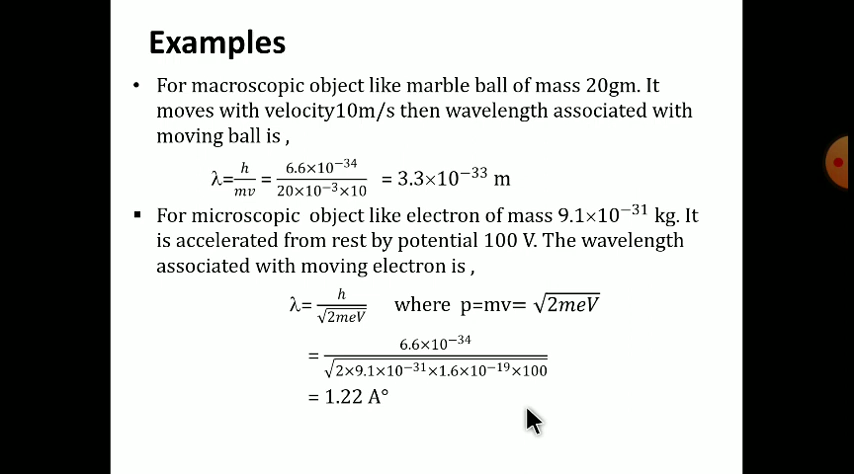 Examples
• For macroscopic object like marble ball of mass 20gm. It
moves with velocity10m/s then wavelength associated with
moving ball is ,
λ=h/mv = 6.6×10⁻³⁴/20×10⁻³×10 = 3.3×10⁻³³ m
▪ For microscopic object like electron of mass 9.1×10⁻³¹ kg. It
is accelerated from rest by potential 100 V. The wavelength
associated with moving electron is ,
λ= h/√2meV where p=mv= √2meV
= 6.6×10⁻³⁴/√2×9.1×10⁻³¹×1.6×10⁻¹⁹×100
= 1.22 A°